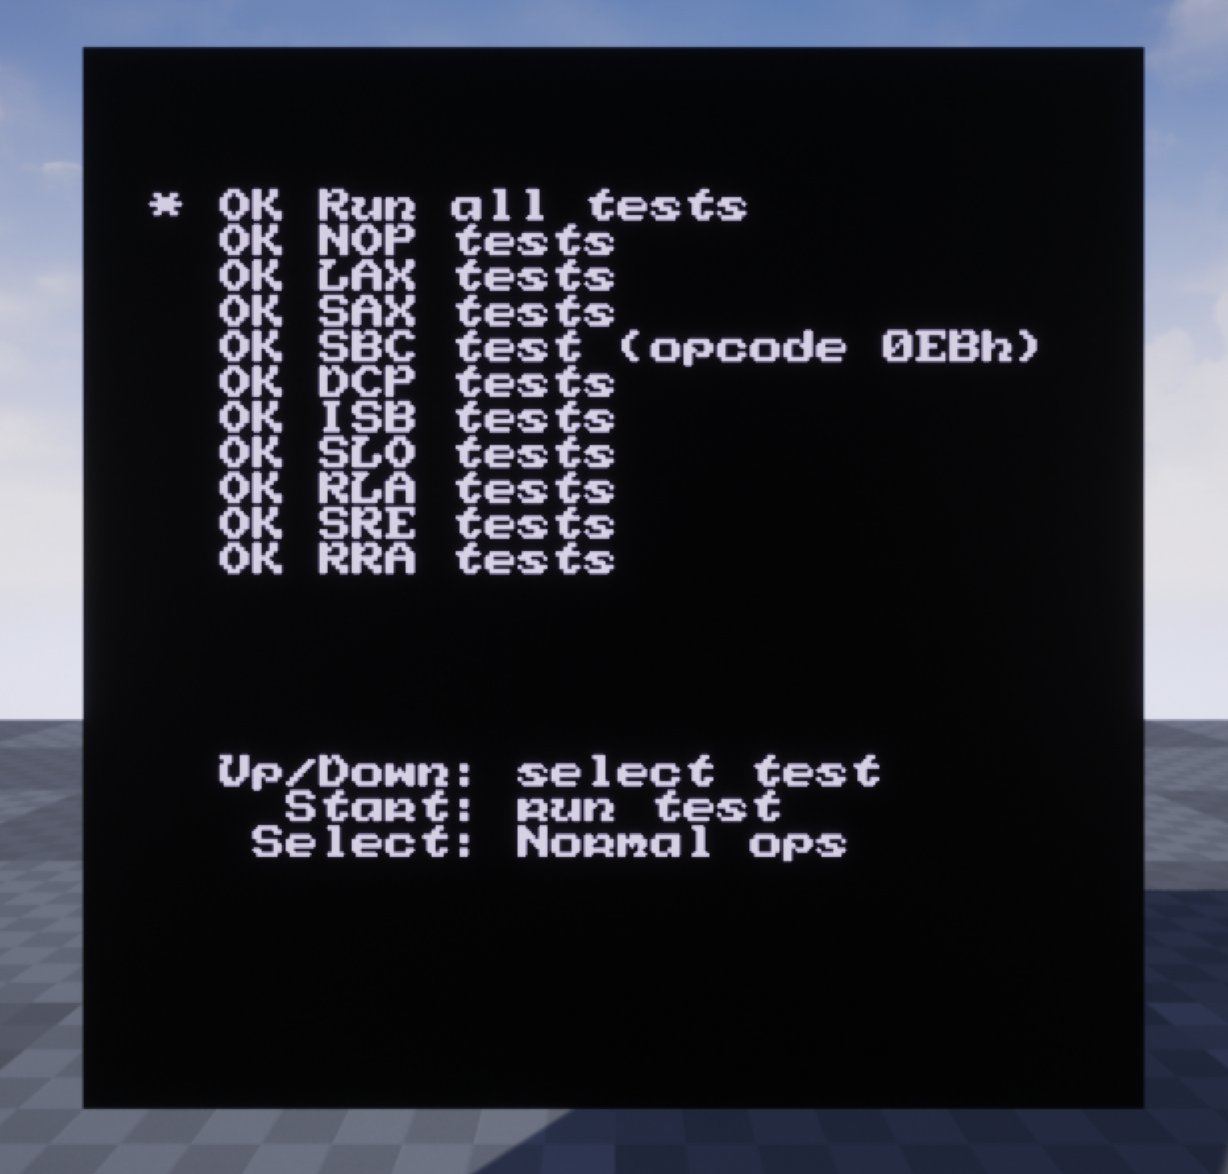 * OK Run all tests
OK NOP tests
OK LAX tests
OK SAX tests
OK SBC test (opcode 0EBh)
OK DCP tests
OK ISB tests
OK SLO tests
OK RLA tests
OK SRE tests
OK RRA tests
Up/Down: select test
Start: run test
Select: Normal ops